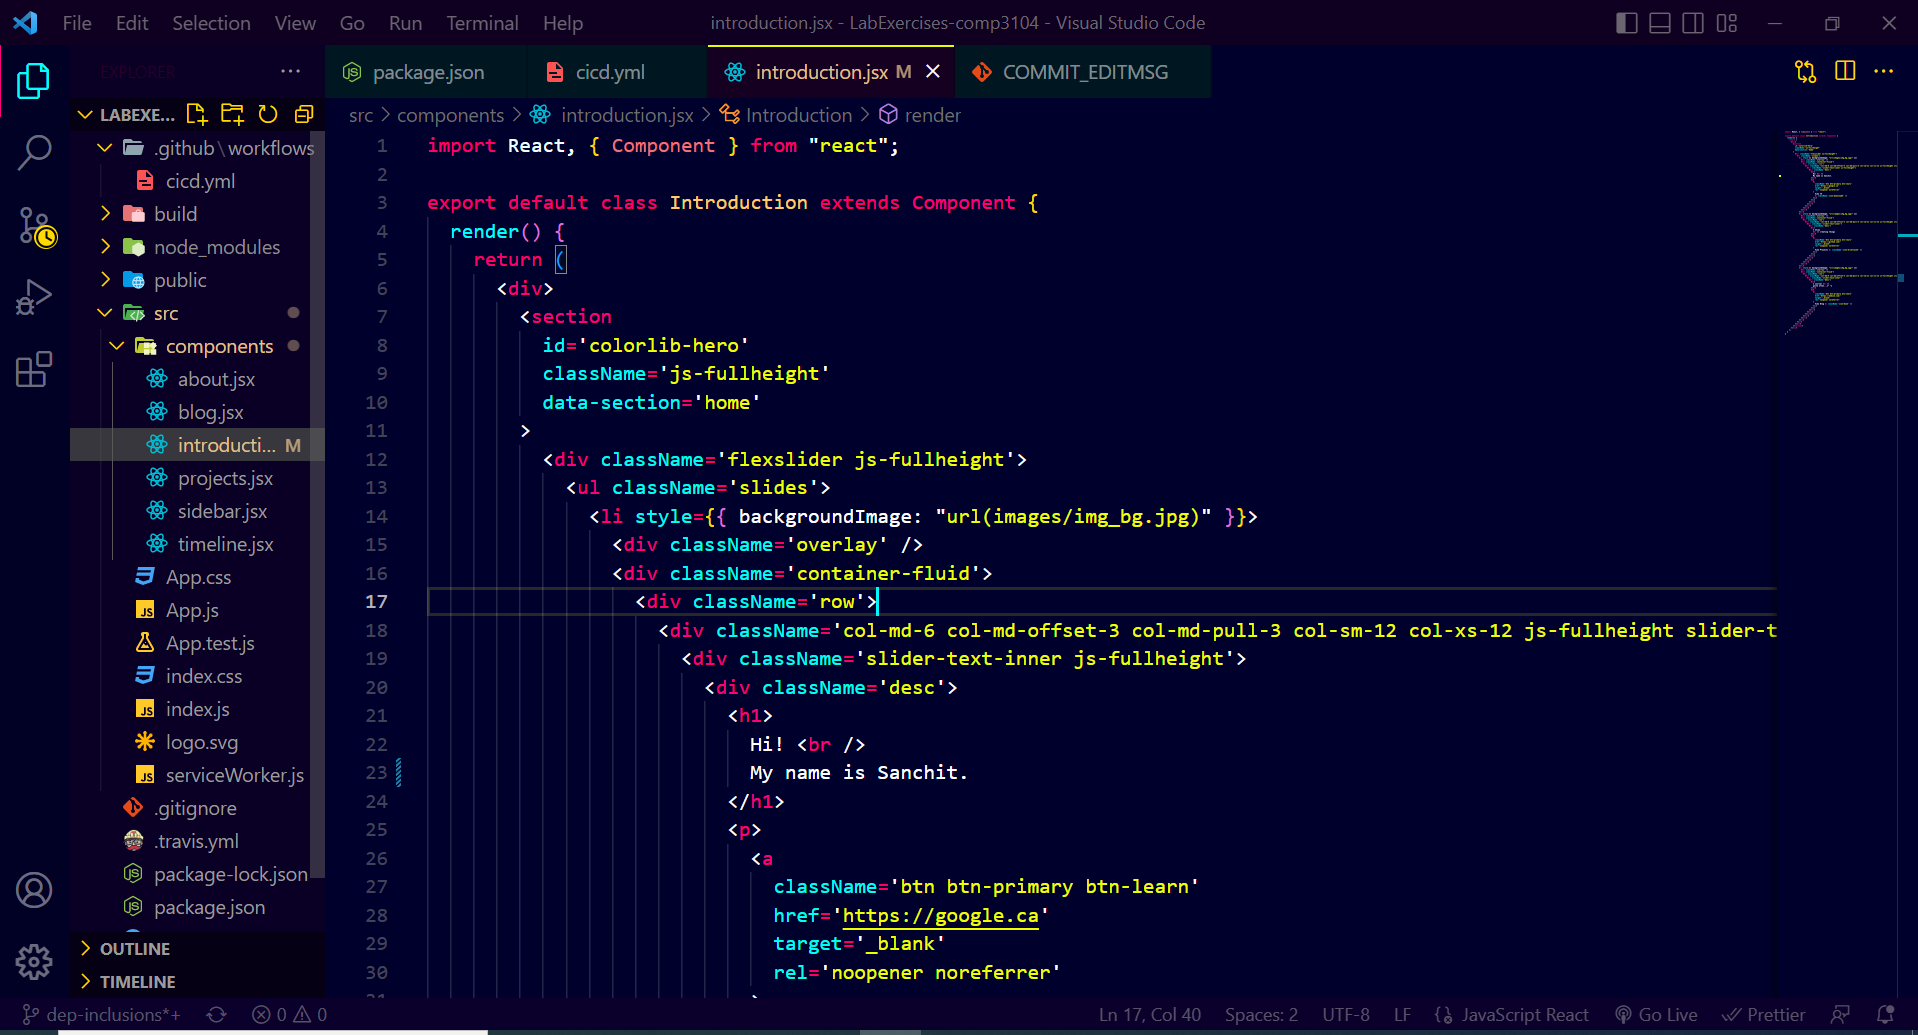 File Edit Selection View Go Run Terminal Help introduction.jsx - LabExercises-comp3104 - Visual Studio Code
EXPLORER
package.json cicd.yml introduction.jsx M COMMIT_EDITMSG
LABEXE...
src > components > introduction.jsx > Introduction > render
.github\workflows
cicd.yml
build
node_modules
public
src
components
about.jsx
blog.jsx
introducti... M
projects.jsx
sidebar.jsx
timeline.jsx
App.css
App.js
App.test.js
index.css
index.js
logo.svg
serviceWorker.js
.gitignore
.travis.yml
package-lock.json
package.json
OUTLINE
TIMELINE
1 import React, { Component } from "react";
2
3 export default class Introduction extends Component {
4 render() {
5 return (
6 <div>
7 <section
8 id='colorlib-hero'
9 className='js-fullheight'
10 data-section='home'
11 >
12 <div className='flexslider js-fullheight'>
13 <ul className='slides'>
14 <li style={{ backgroundImage: "url(images/img_bg.jpg)" }}>
15 <div className='overlay' />
16 <div className='container-fluid'>
17 <div className='row'>
18 <div className='col-md-6 col-md-offset-3 col-md-pull-3 col-sm-12 col-xs-12 js-fullheight slider-t
19 <div className='slider-text-inner js-fullheight'>
20 <div className='desc'>
21 <h1>
22 Hi! <br />
23 My name is Sanchit.
24 </h1>
25 <p>
26 <a
27 className='btn btn-primary btn-learn'
28 href='https://google.ca'
29 target='_blank'
30 rel='noopener noreferrer'
dep-inclusions*+ 0 0 Ln 17, Col 40 Spaces: 2 UTF-8 LF {} JavaScript React Go Live Prettier